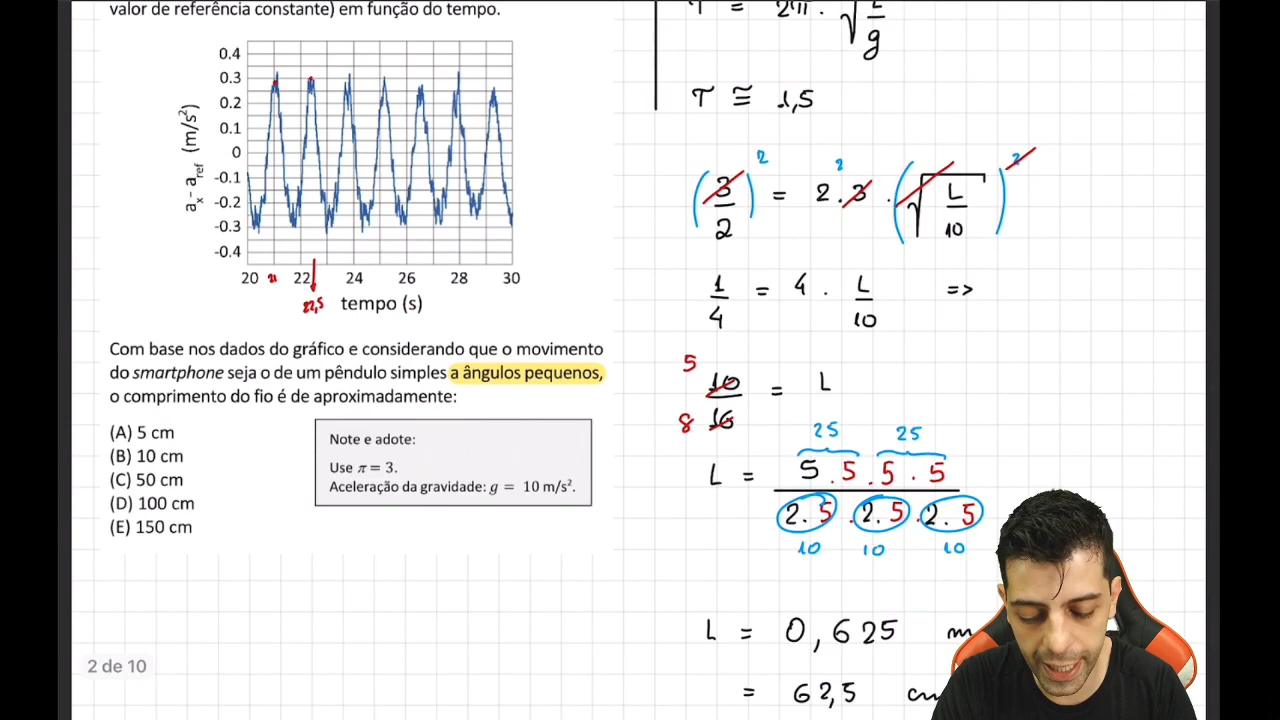 valor de referência constante) em função do tempo.
0.4
0.3
0.2
0.1
0
-0.1
-0.2
-0.3
-0.4
a_x - a_ref (m/s²)
20 21 22 24 26 28 30
22,5
tempo (s)
Com base nos dados do gráfico e considerando que o movimento
do smartphone seja o de um pêndulo simples a ângulos pequenos,
o comprimento do fio é de aproximadamente:
(A) 5 cm
(B) 10 cm
(C) 50 cm
(D) 100 cm
(E) 150 cm
Note e adote:
Use π = 3.
Aceleração da gravidade: g = 10 m/s².
2 de 10
T = 2π . √(L/g)
T ≅ 1,5
(3/2)² = 2² . 3 . (√(L/10))²
1/4 = 4 . L/10 =>
5 10/16 8 = L
25 25
L = 5 . 5 . 5 . 5
2 . 5 . 2 . 5 . 2 . 5
10 10 10
L = 0,625 m
= 62,5 cm